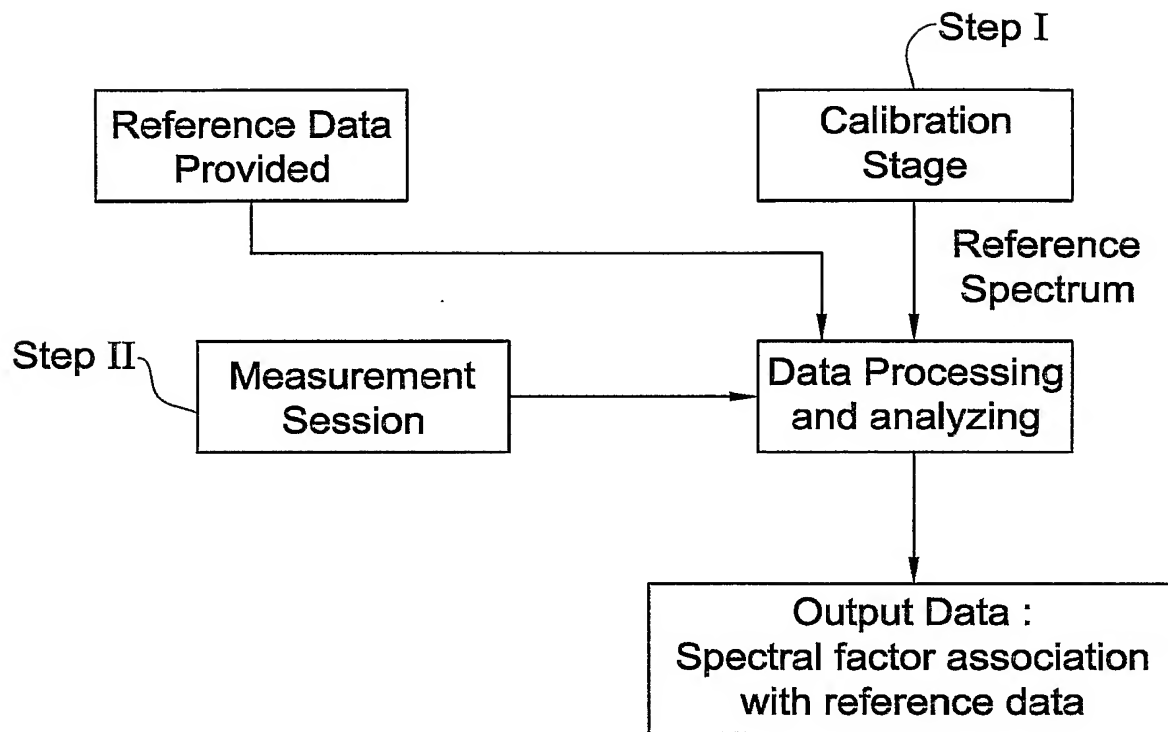 Step I
Reference Data
Provided
Calibration
Stage
Reference
Spectrum
Step II
Measurement
Session
Data Processing
and analyzing
Output Data :
Spectral factor association
with reference data